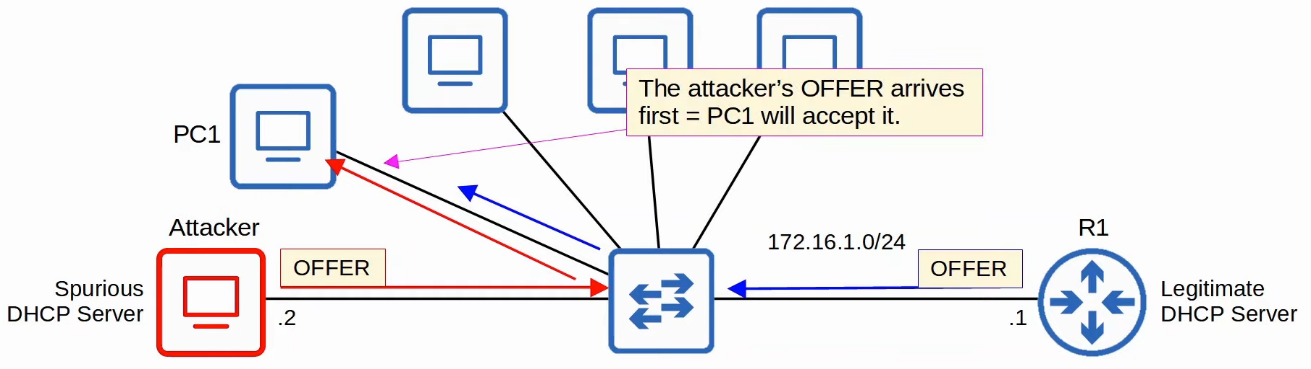 The attacker's OFFER arrives
first = PC1 will accept it.
PC1
Attacker
172.16.1.0/24
R1
OFFER
OFFER
Spurious
DHCP Server
Legitimate
DHCP Server
.2
.1